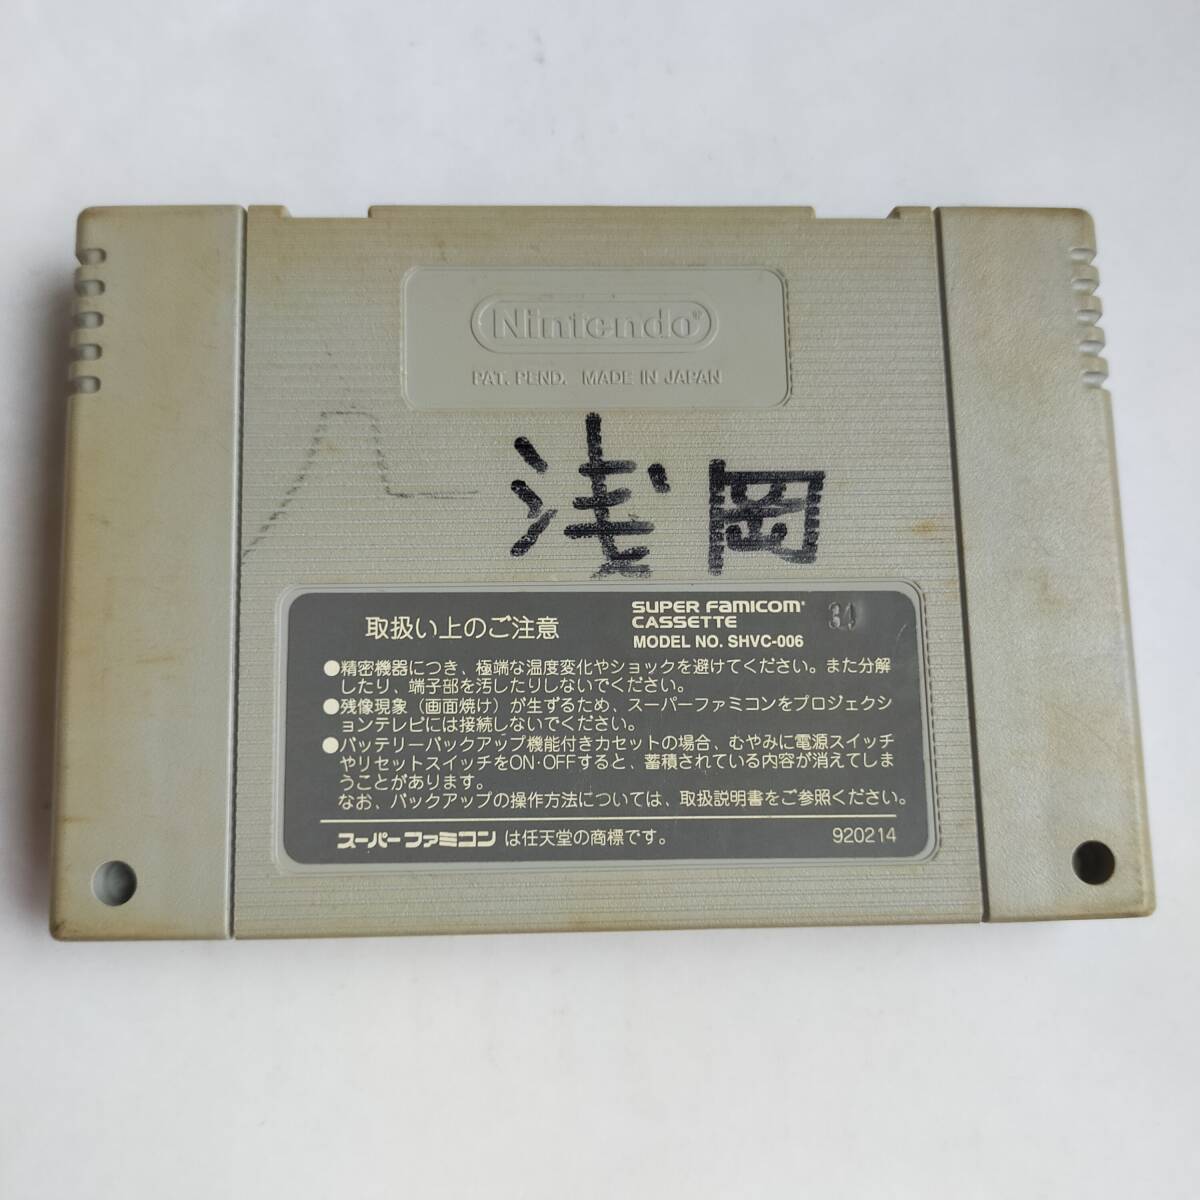 Nintendo®
PAT. PEND. MADE IN JAPAN
浅岡
取扱い上のご注意
SUPER FAMICOM®
CASSETTE
MODEL NO. SHVC-006
●精密機器につき、極端な温度変化やショックを避けてください。また分解
したり、端子部を汚したりしないでください。
●残像現象（画面焼け）が生ずるため、スーパーファミコンをプロジェクシ
ョンテレビには接続しないでください。
●バッテリーバックアップ機能付きカセットの場合、むやみに電源スイッチ
やリセットスイッチをON·OFFすると、蓄積されている内容が消えてしま
うことがあります。
なお、バックアップの操作方法については、取扱説明書をご参照ください。
スーパーファミコン は任天堂の商標です。
920214